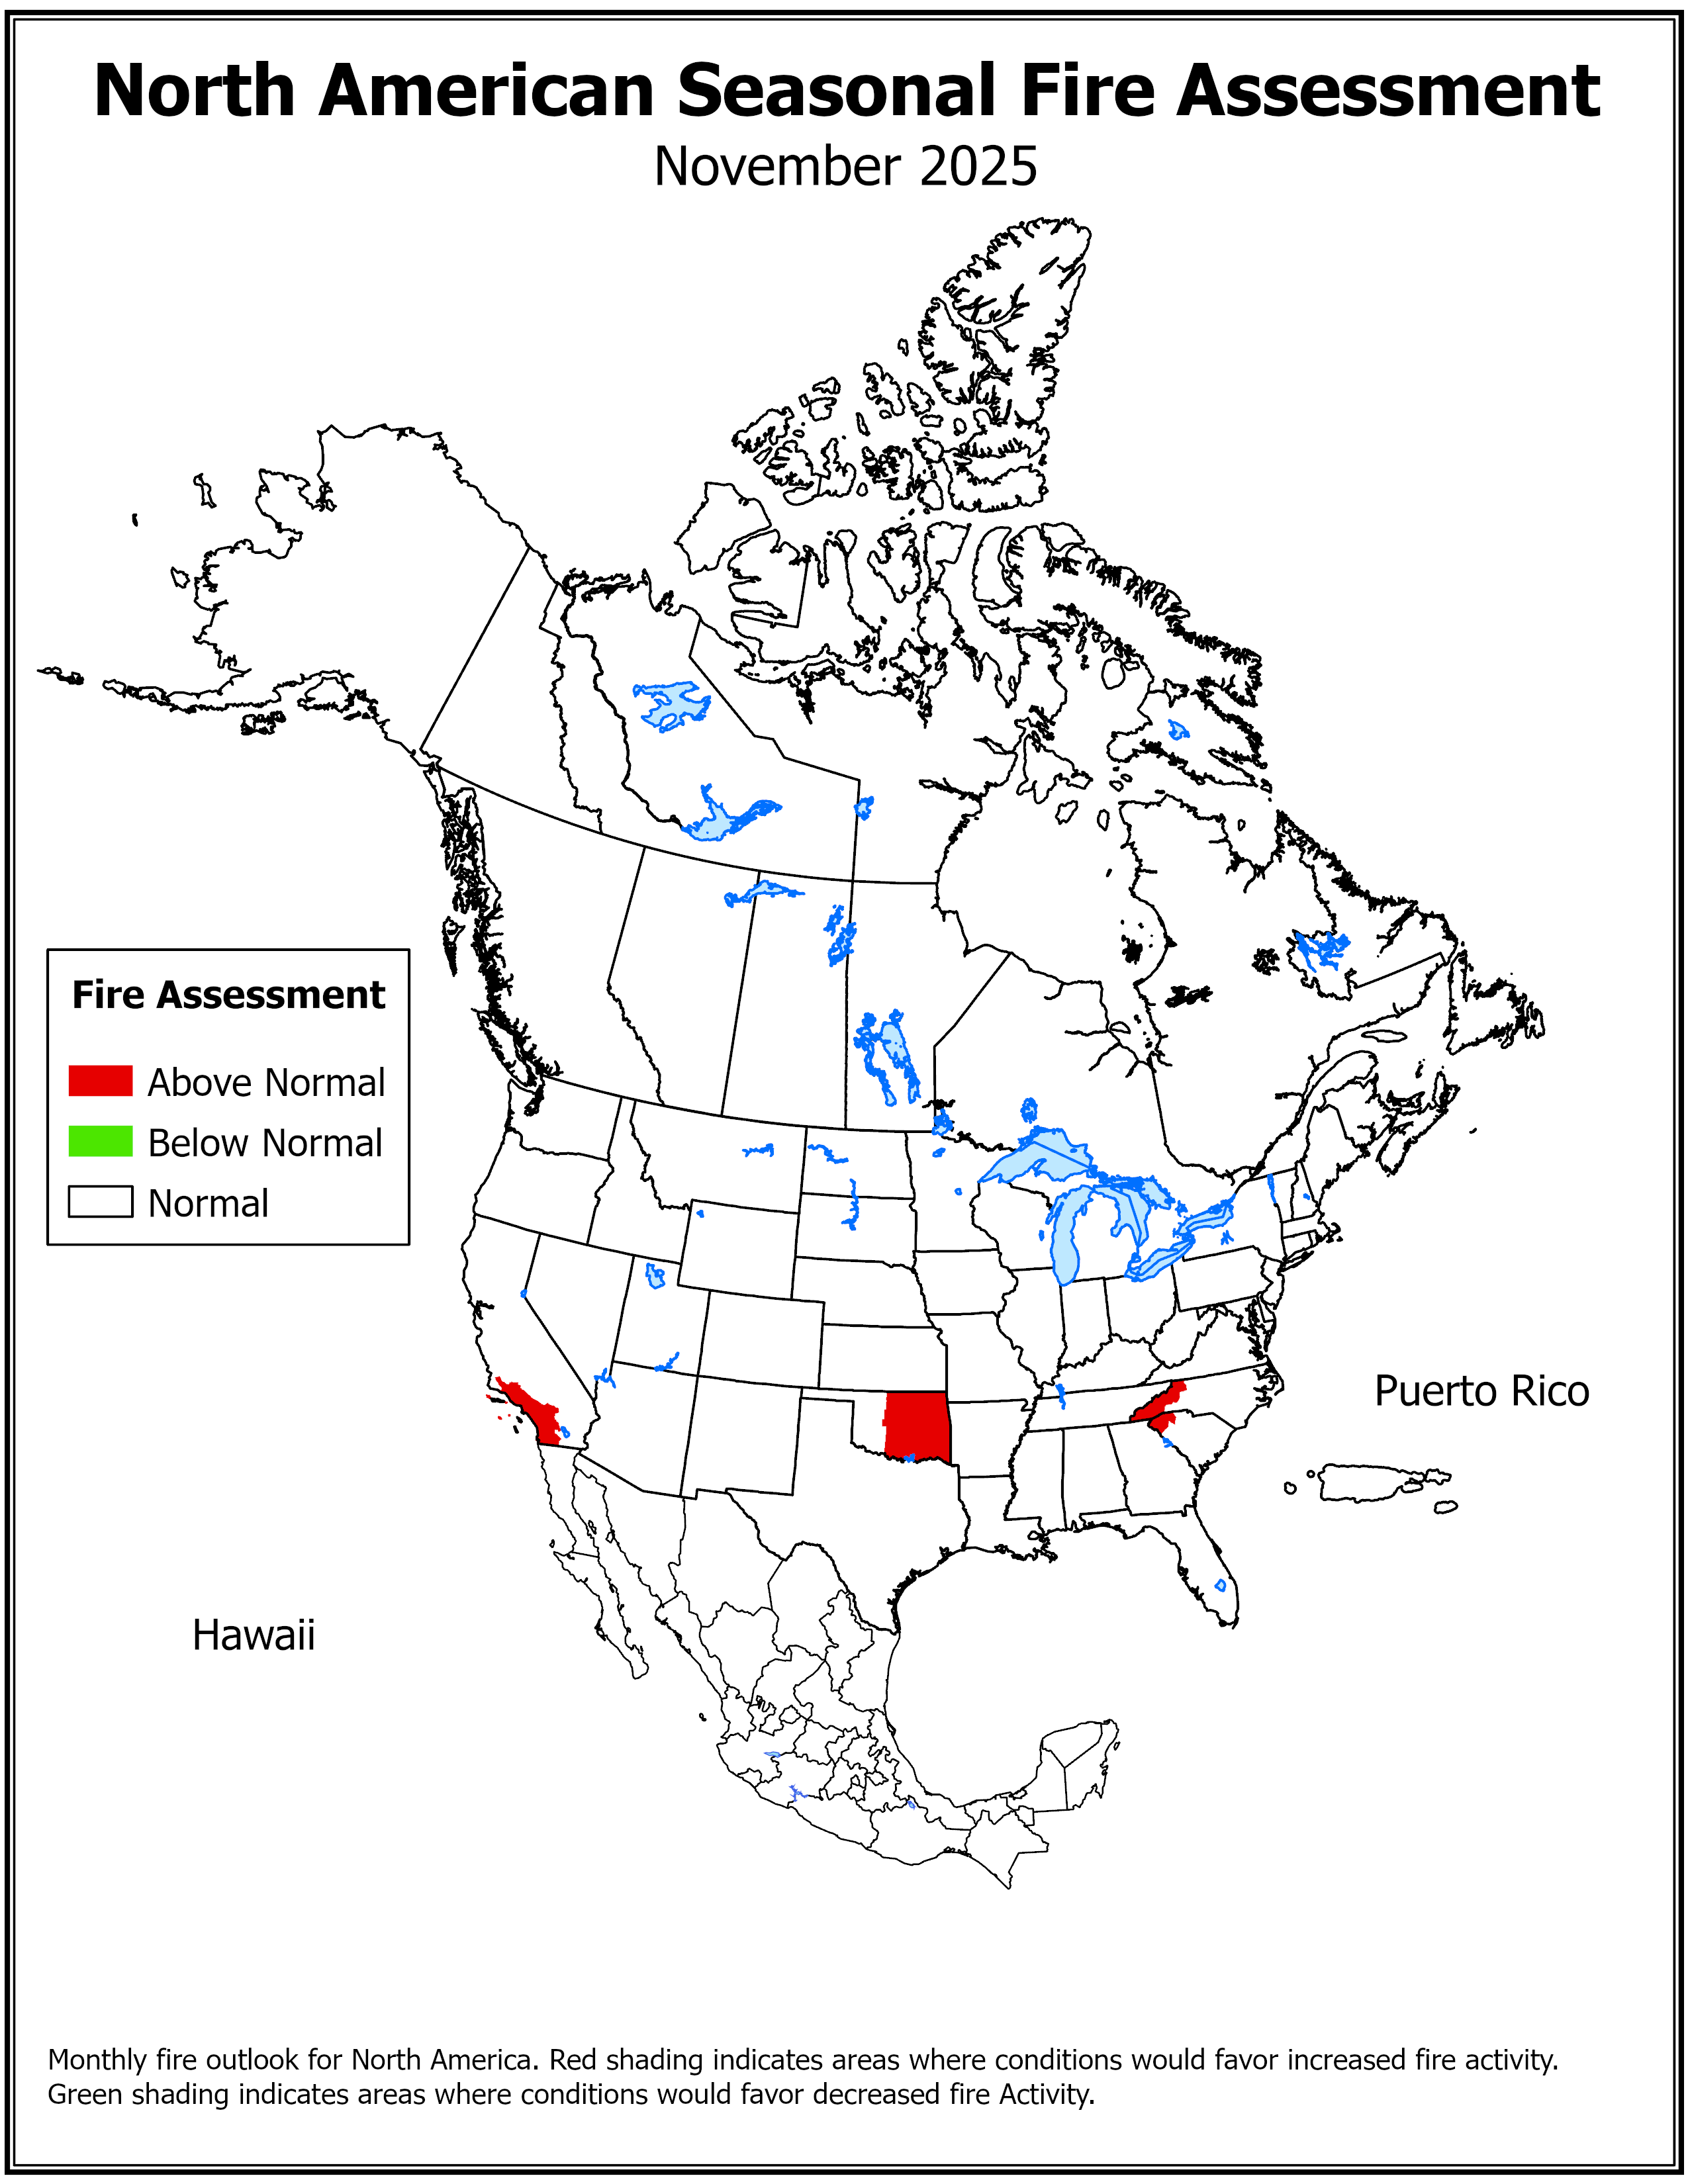 North American Seasonal Fire Assessment
November 2025
Fire Assessment
Above Normal
Below Normal
Normal
Puerto Rico
Hawaii
Monthly fire outlook for North America. Red shading indicates areas where conditions would favor increased fire activity.
Green shading indicates areas where conditions would favor decreased fire Activity.